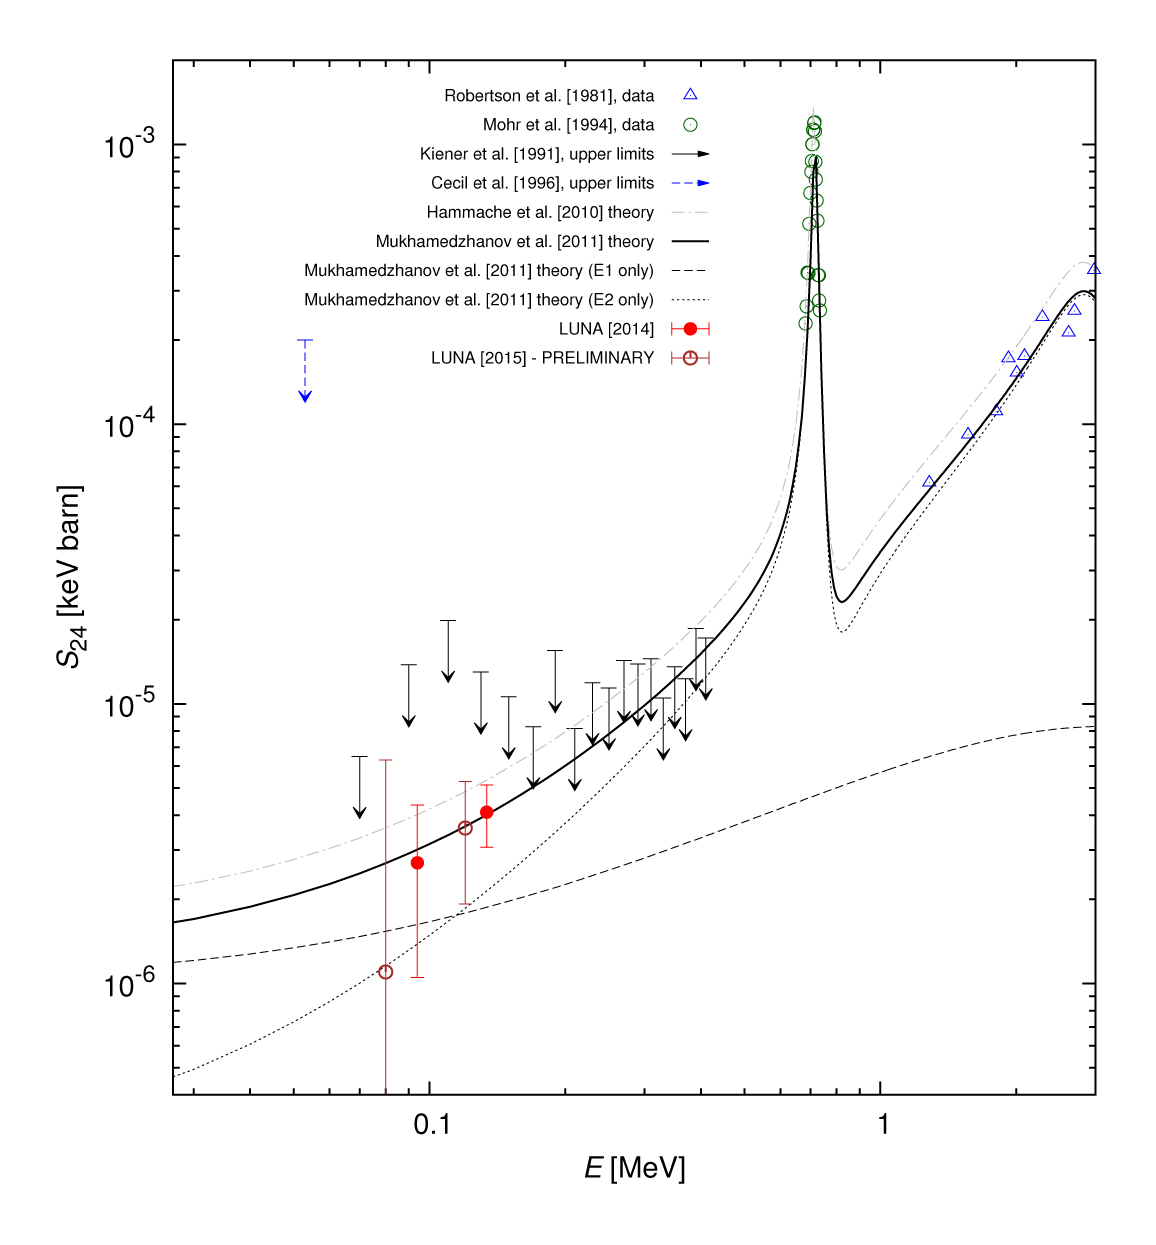 Robertson et al. [1981], data
Mohr et al. [1994], data
Kiener et al. [1991], upper limits
Cecil et al. [1996], upper limits
Hammache et al. [2010] theory
Mukhamedzhanov et al. [2011] theory
Mukhamedzhanov et al. [2011] theory (E1 only)
Mukhamedzhanov et al. [2011] theory (E2 only)
LUNA [2014]
LUNA [2015] - PRELIMINARY
10-3
10-4
10-5
10-6
S24 [keV barn]
0.1 1
E [MeV]